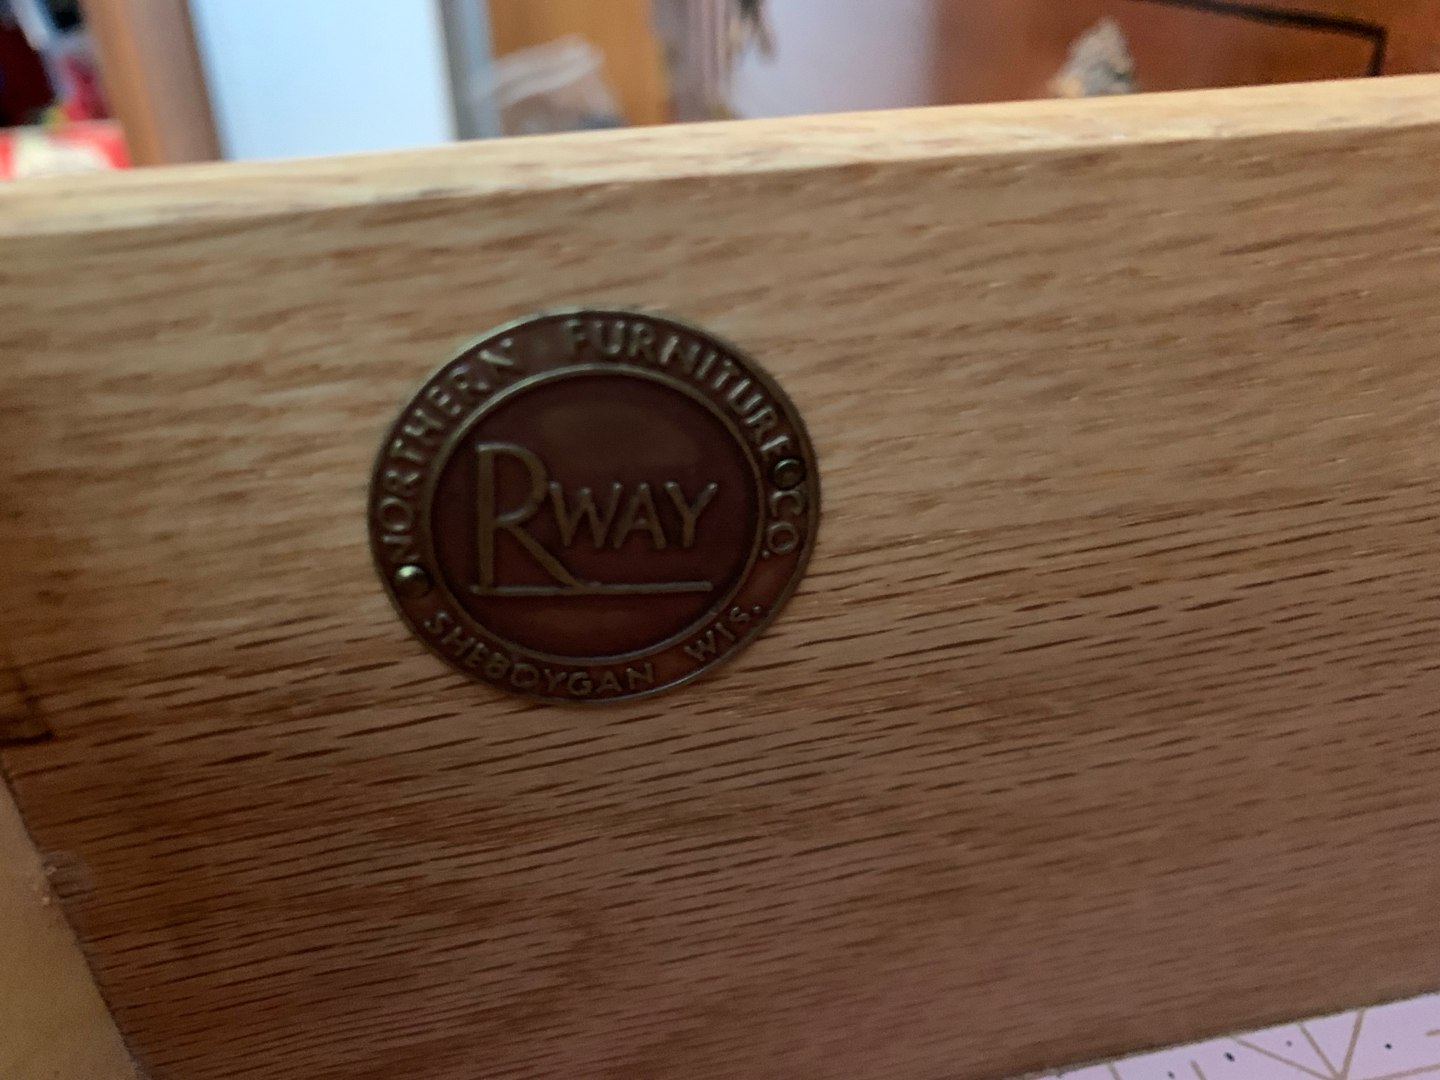 NORTHERN FURNITURE CO.
RWAY
SHEBOYGAN WIS.